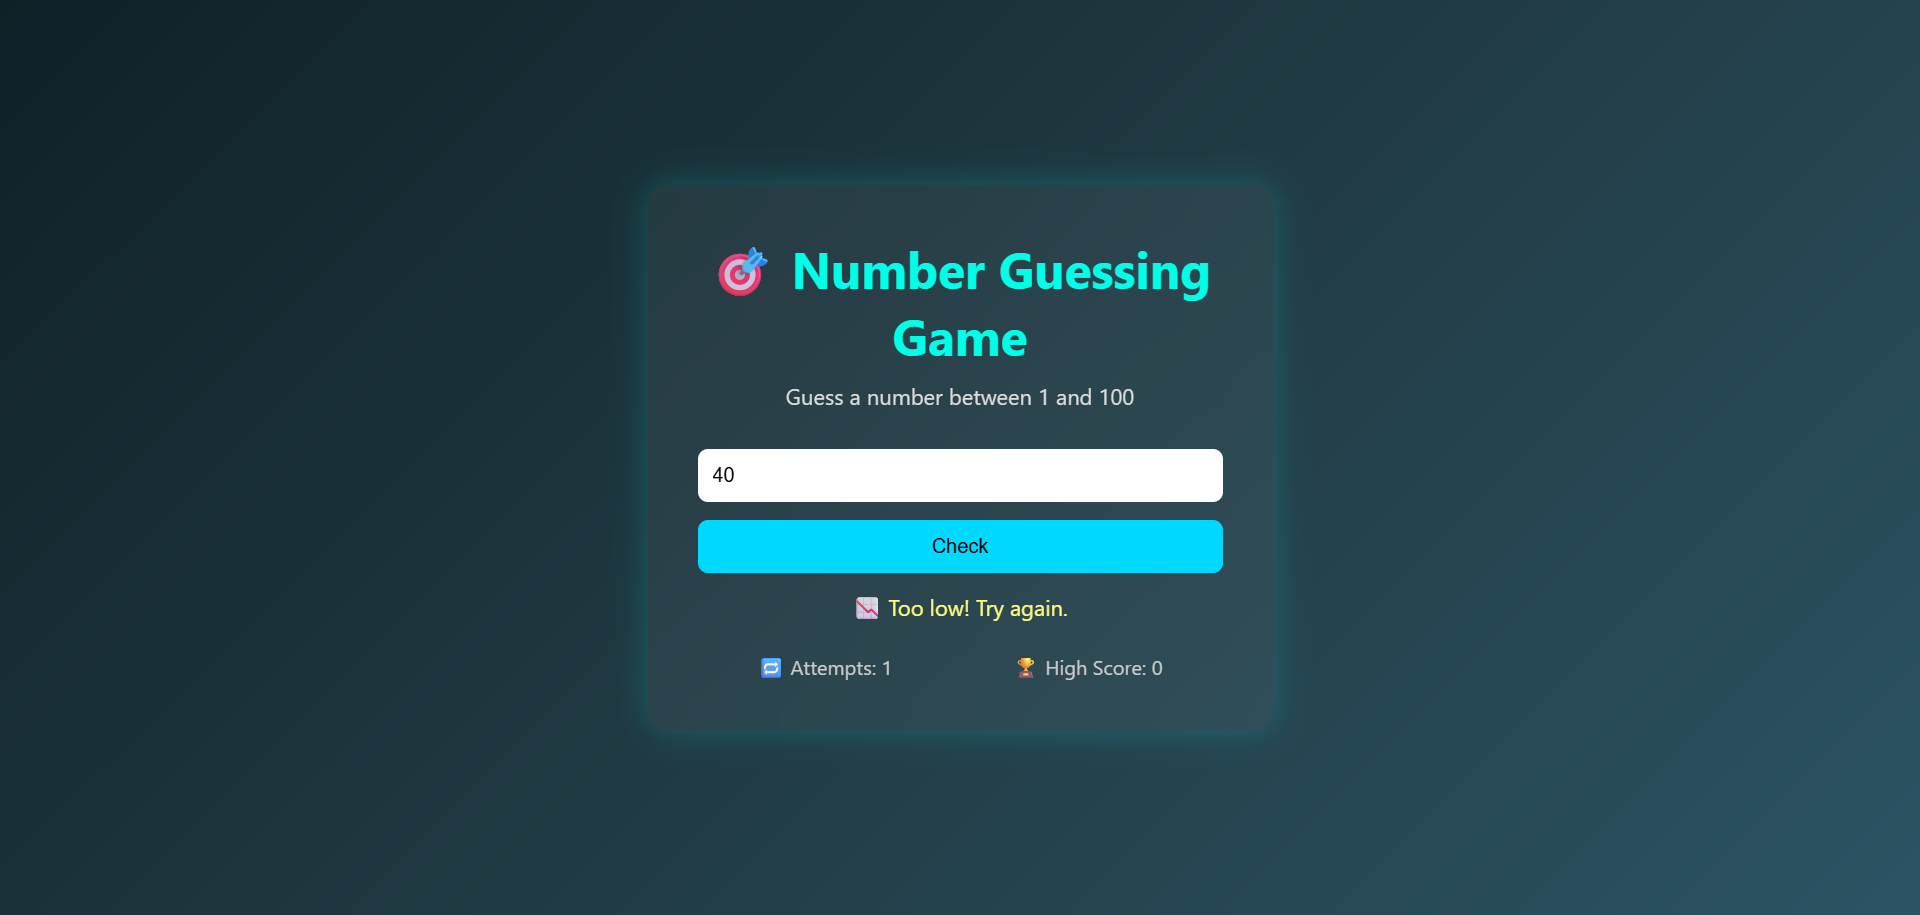 🎯 Number Guessing
Game
Guess a number between 1 and 100
40
Check
📉 Too low! Try again.
🔁 Attempts: 1
🏆 High Score: 0